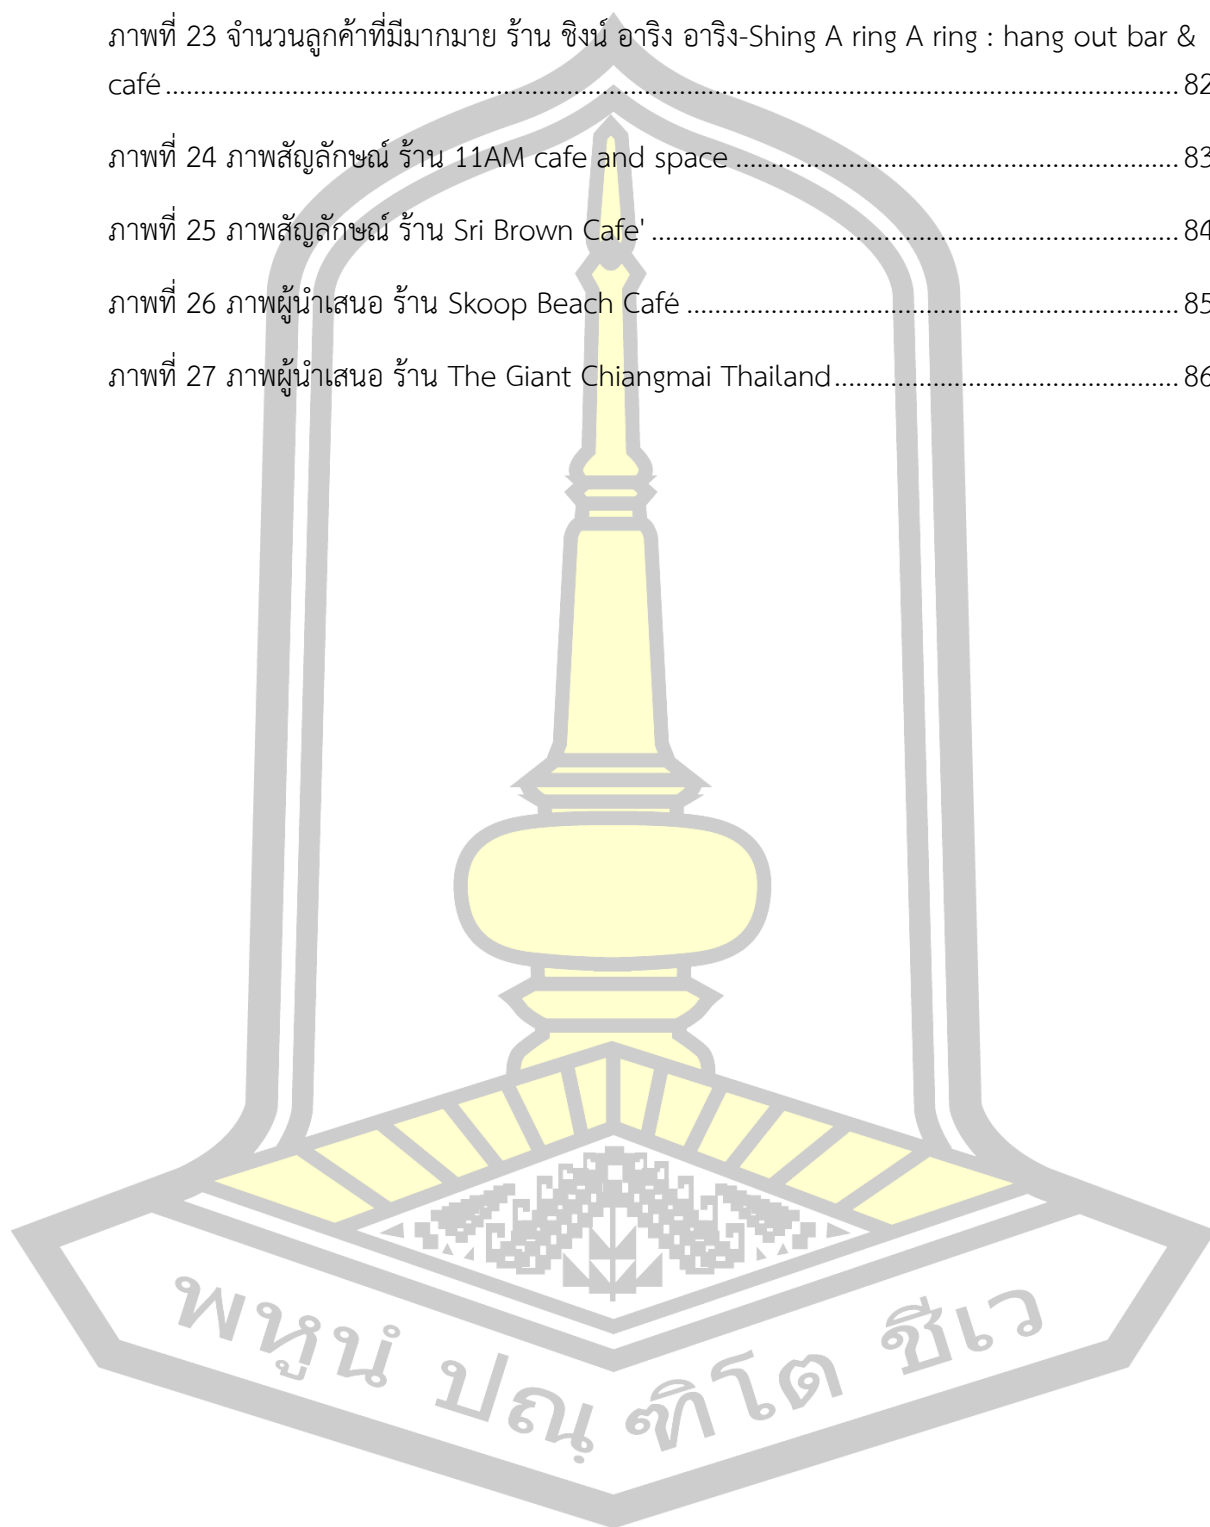 ภาพที่ 23 จำนวนลูกค้าที่มีมากมาย ร้าน ชิงน์ อาริง อาริง-Shing A ring A ring : hang out bar &
café ........................................................................................................................ 82
ภาพที่ 24 ภาพสัญลักษณ์ ร้าน 11AM cafe and space ..................................................... 83
ภาพที่ 25 ภาพสัญลักษณ์ ร้าน Sri Brown Cafe' ............................................................... 84
ภาพที่ 26 ภาพผู้นำเสนอ ร้าน Skoop Beach Café ........................................................... 85
ภาพที่ 27 ภาพผู้นำเสนอ ร้าน The Giant Chiangmai Thailand ......................................... 86
พหูนํ ปณฺฑิโต ชีเว